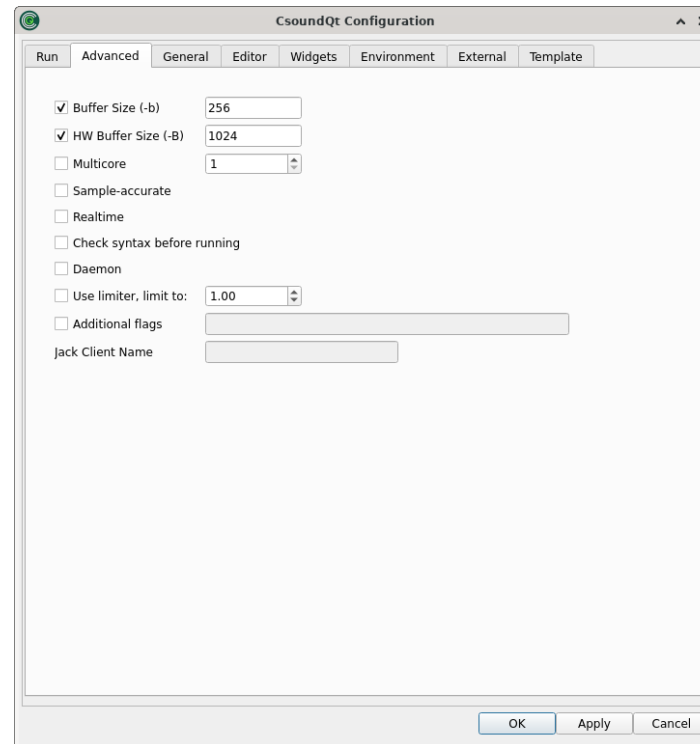 CsoundQt Configuration
Run Advanced General Editor Widgets Environment External Template
Buffer Size (-b) 256
HW Buffer Size (-B) 1024
Multicore 1
Sample-accurate
Realtime
Check syntax before running
Daemon
Use limiter, limit to: 1.00
Additional flags
Jack Client Name
OK Apply Cancel